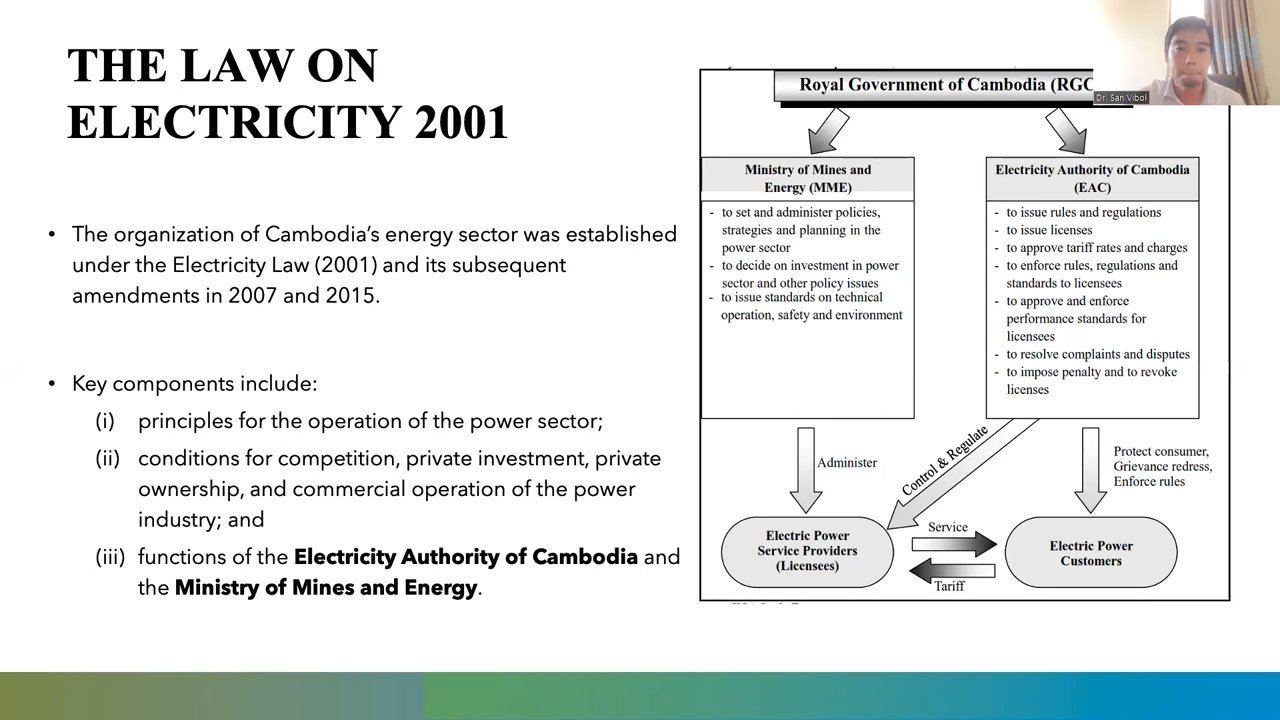 THE LAW ON
ELECTRICITY 2001
• The organization of Cambodia's energy sector was established
under the Electricity Law (2001) and its subsequent
amendments in 2007 and 2015.
• Key components include:
(i) principles for the operation of the power sector;
(ii) conditions for competition, private investment, private
ownership, and commercial operation of the power
industry; and
(iii) functions of the Electricity Authority of Cambodia and
the Ministry of Mines and Energy.
Royal Government of Cambodia (RGC
Dr. San Vibol
Ministry of Mines and
Energy (MME)
- to set and administer policies,
strategies and planning in the
power sector
- to decide on investment in power
sector and other policy issues
- to issue standards on technical
operation, safety and environment
Electricity Authority of Cambodia
(EAC)
- to issue rules and regulations
- to issue licenses
- to approve tariff rates and charges
- to enforce rules, regulations and
standards to licensees
- to approve and enforce
performance standards for
licensees
- to resolve complaints and disputes
- to impose penalty and to revoke
licenses
Administer
Control & Regulate
Protect consumer,
Grievance redress,
Enforce rules
Electric Power
Service Providers
(Licensees)
Service
Tariff
Electric Power
Customers